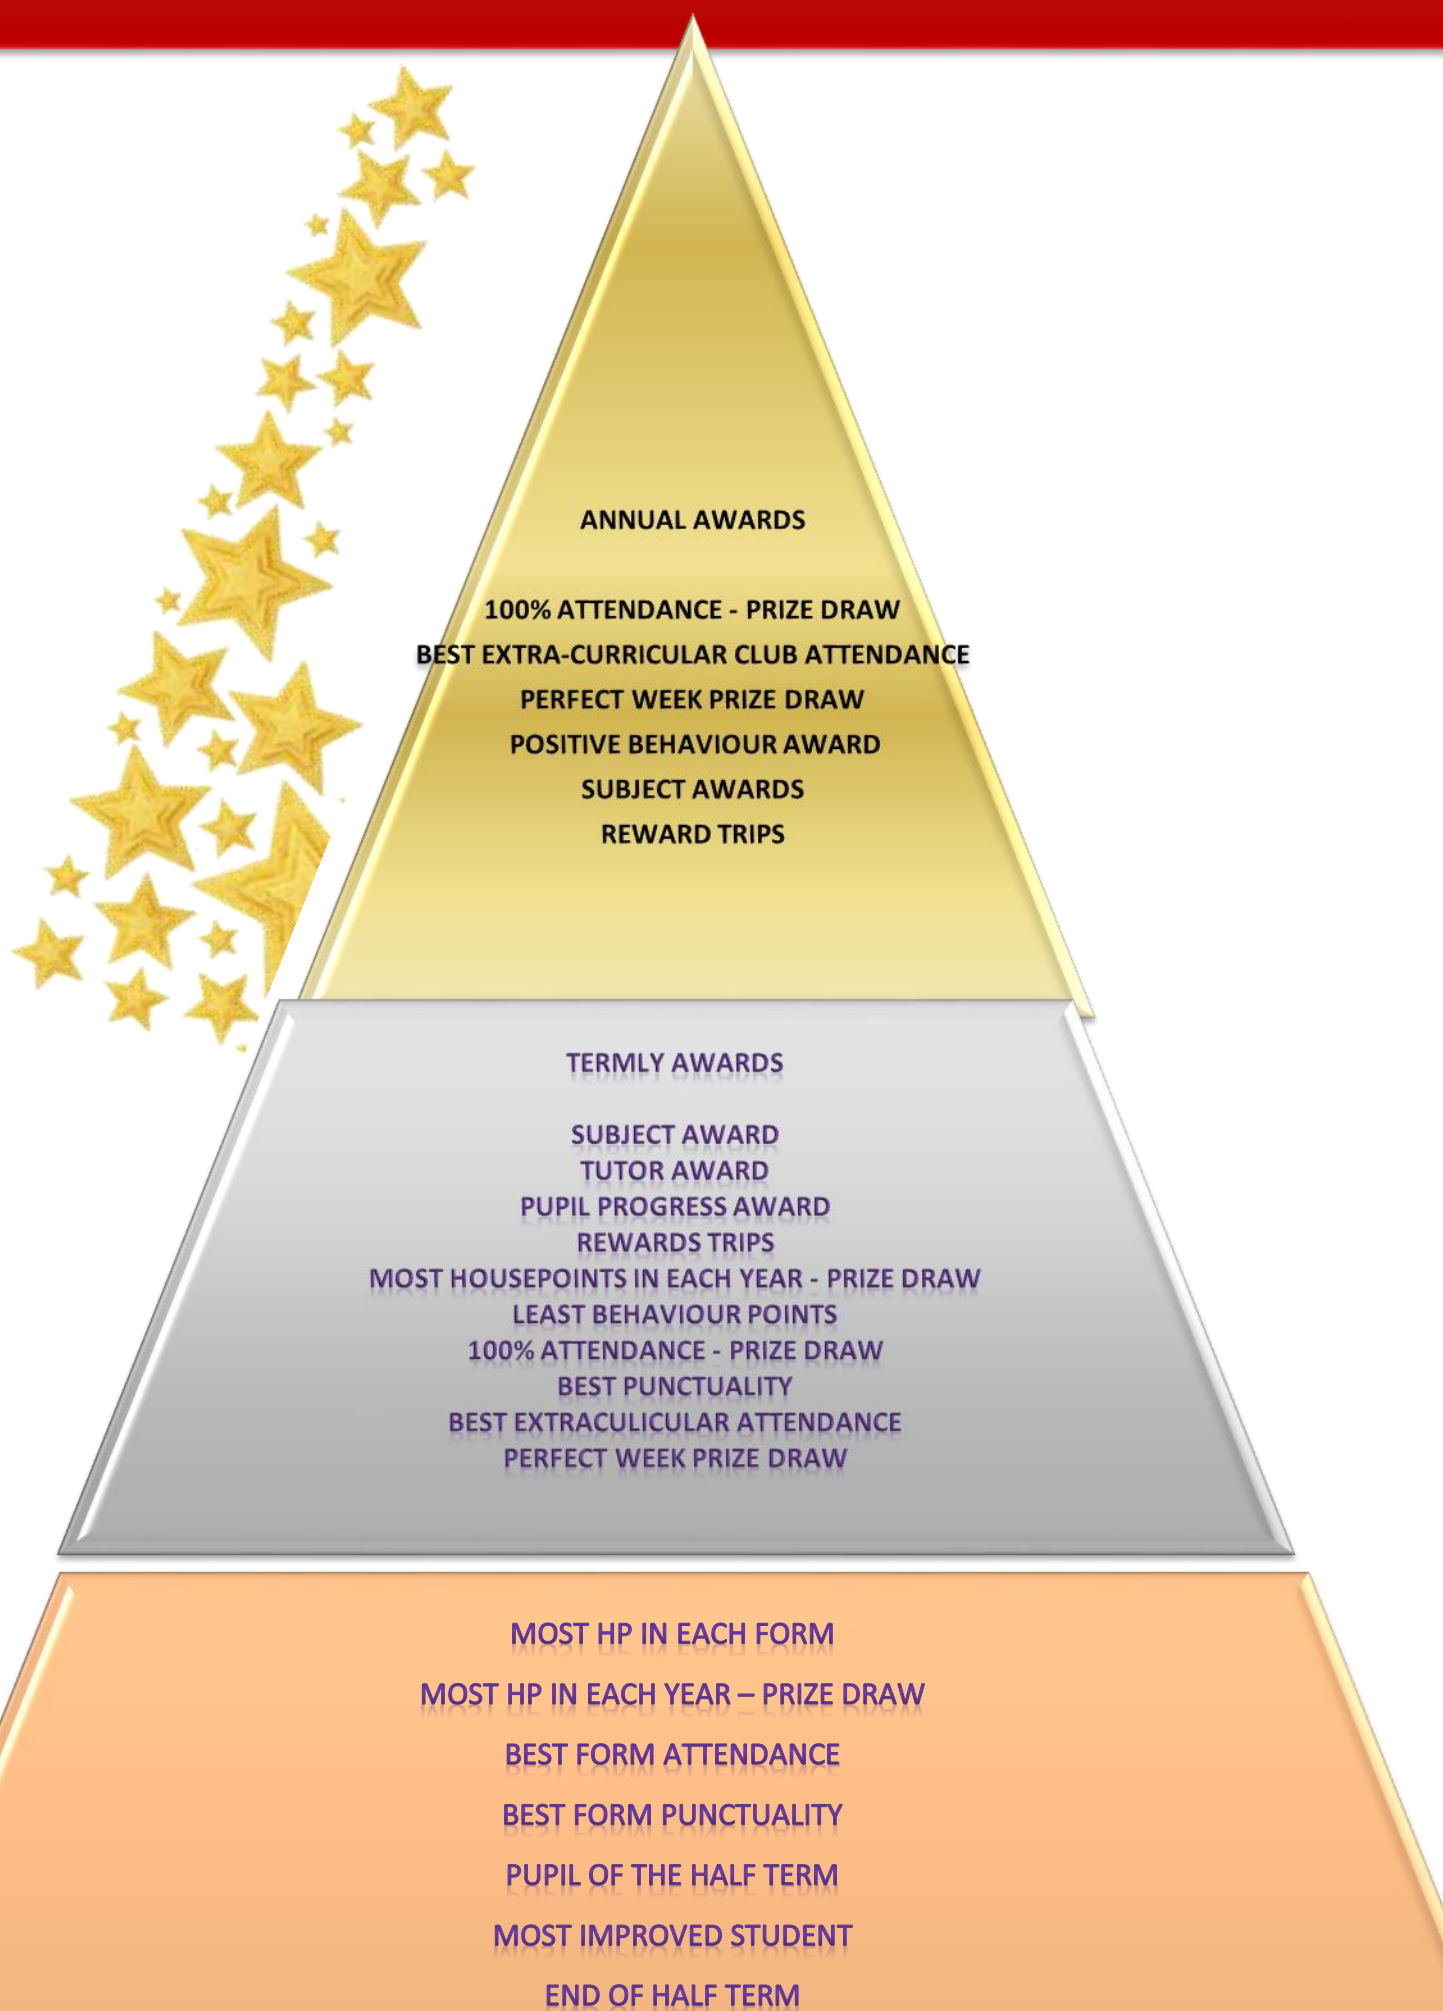 ANNUAL AWARDS
100% ATTENDANCE - PRIZE DRAW
BEST EXTRA-CURRICULAR CLUB ATTENDANCE
PERFECT WEEK PRIZE DRAW
POSITIVE BEHAVIOUR AWARD
SUBJECT AWARDS
REWARD TRIPS
TERMLY AWARDS
SUBJECT AWARD
TUTOR AWARD
PUPIL PROGRESS AWARD
REWARDS TRIPS
MOST HOUSEPOINTS IN EACH YEAR - PRIZE DRAW
LEAST BEHAVIOUR POINTS
100% ATTENDANCE - PRIZE DRAW
BEST PUNCTUALITY
BEST EXTRACULICULAR ATTENDANCE
PERFECT WEEK PRIZE DRAW
MOST HP IN EACH FORM
MOST HP IN EACH YEAR – PRIZE DRAW
BEST FORM ATTENDANCE
BEST FORM PUNCTUALITY
PUPIL OF THE HALF TERM
MOST IMPROVED STUDENT
END OF HALF TERM